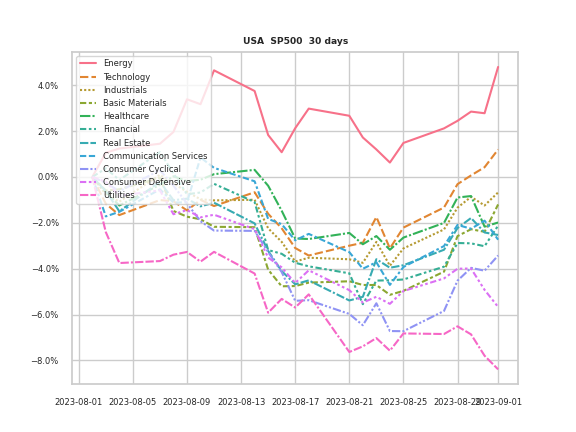 USA SP500 30 days
4.0%
2.0%
0.0%
−2.0%
−4.0%
−6.0%
−8.0%
Energy
Technology
Industrials
Basic Materials
Healthcare
Financial
Real Estate
Communication Services
Consumer Cyclical
Consumer Defensive
Utilities
2023-08-01 2023-08-05 2023-08-09 2023-08-13 2023-08-17 2023-08-21 2023-08-25 2023-08-29 2023-09-01